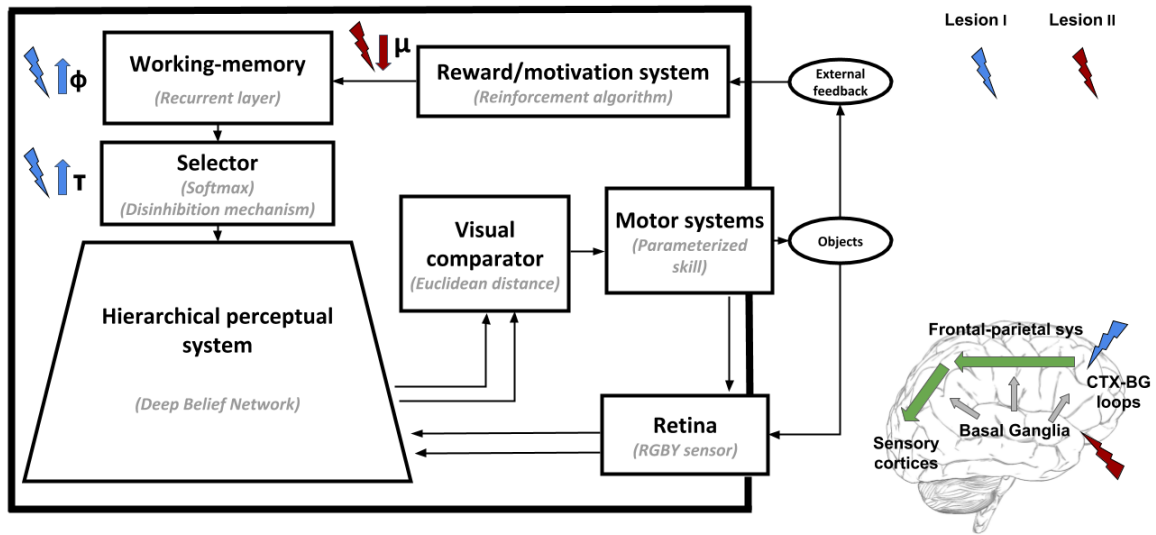 Lesion I
Lesion II
ϕ
Working-memory
(Recurrent layer)
μ
Reward/motivation system
(Reinforcement algorithm)
External
feedback
τ
Selector
(Softmax)
(Disinhibition mechanism)
Visual
comparator
(Euclidean distance)
Motor systems
(Parameterized
skill)
Objects
Hierarchical perceptual
system
(Deep Belief Network)
Retina
(RGBY sensor)
Frontal-parietal sys
CTX-BG
loops
Basal Ganglia
Sensory
cortices